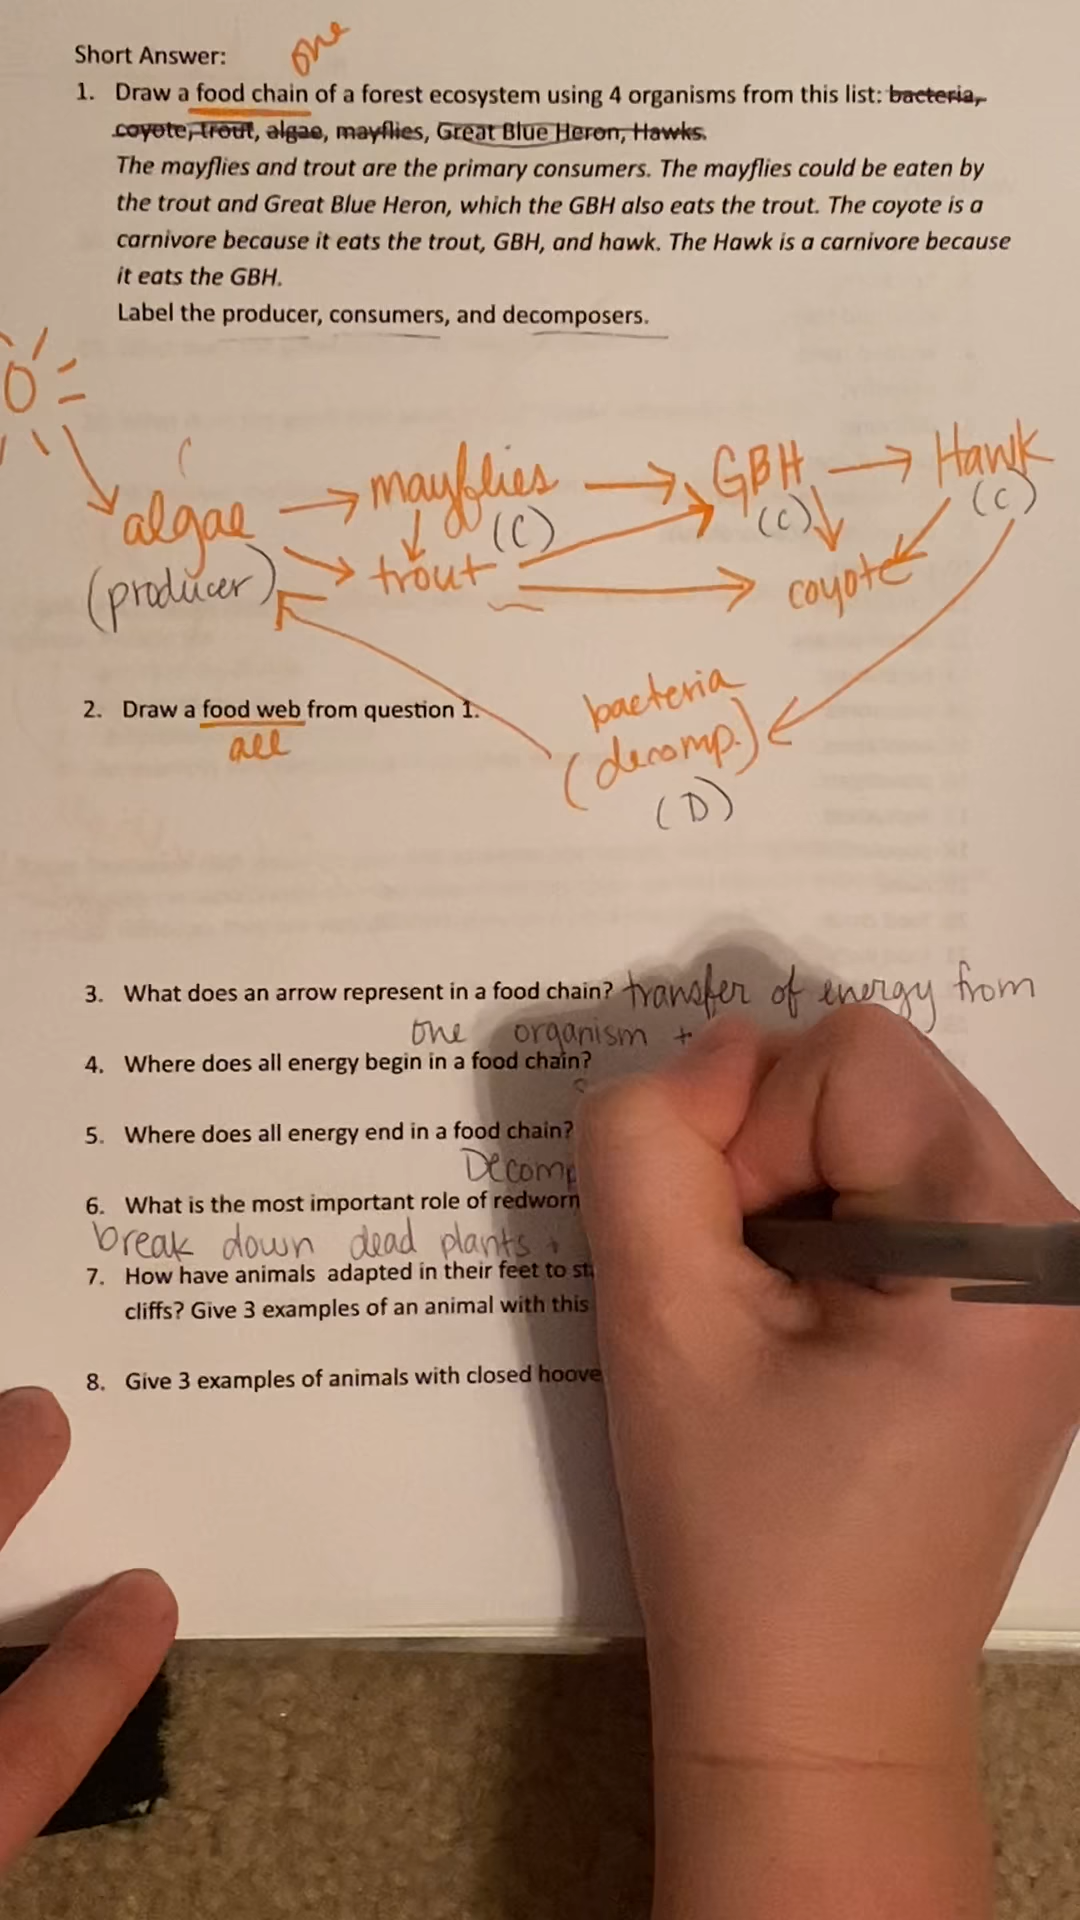 Short Answer:
one
1. Draw a food chain of a forest ecosystem using 4 organisms from this list: bacteria,
coyote, trout, algae, mayflies, Great Blue Heron, Hawks.
The mayflies and trout are the primary consumers. The mayflies could be eaten by
the trout and Great Blue Heron, which the GBH also eats the trout. The coyote is a
carnivore because it eats the trout, GBH, and hawk. The Hawk is a carnivore because
it eats the GBH.
Label the producer, consumers, and decomposers.
algae mayflies GBH Hawk
(C) (C) (C)
(producer) trout coyote
bacteria
(decomp.)
(D)
2. Draw a food web from question 1.
all
3. What does an arrow represent in a food chain? transfer of energy from
one organism
4. Where does all energy begin in a food chain?
5. Where does all energy end in a food chain?
Decomp
6. What is the most important role of
break down dead plants +
7. How have animals adapted in their feet to
cliffs? Give 3 examples of an animal with this
8. Give 3 examples of animals with closed